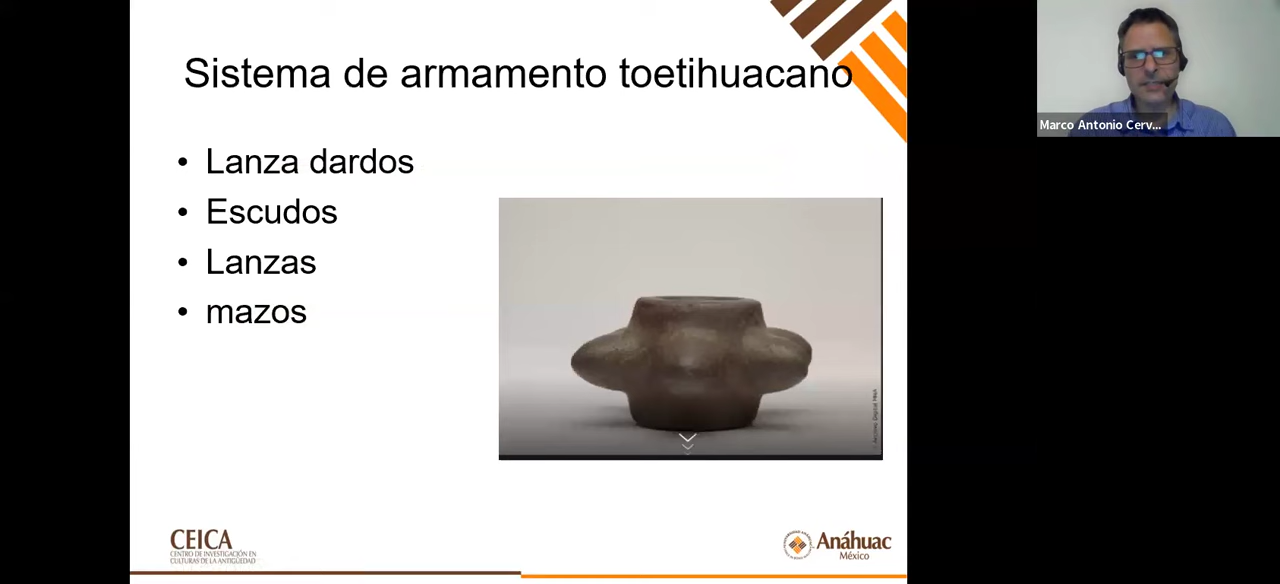 Sistema de armamento toetihuacano
Marco Antonio Cerv...
• Lanza dardos
• Escudos
• Lanzas
• mazos
CEICA
CENTRO DE INVESTIGACIÓN EN
CULTURAS DE LA ANTIGÜEDAD
Anáhuac
México